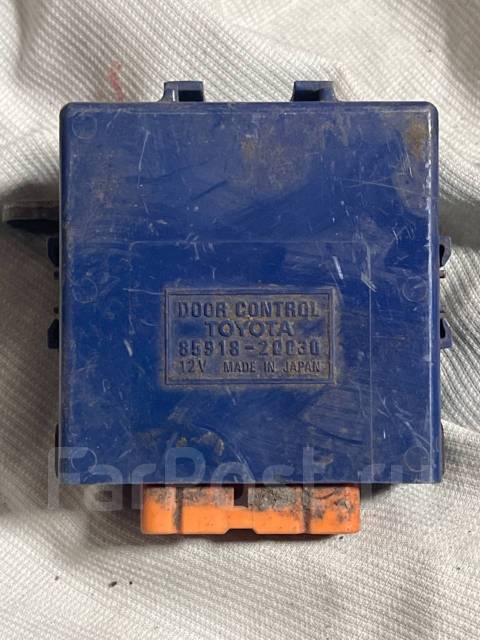 DOOR CONTROL
TOYOTA
85918-20030
12V MADE IN JAPAN
FarPost.ru